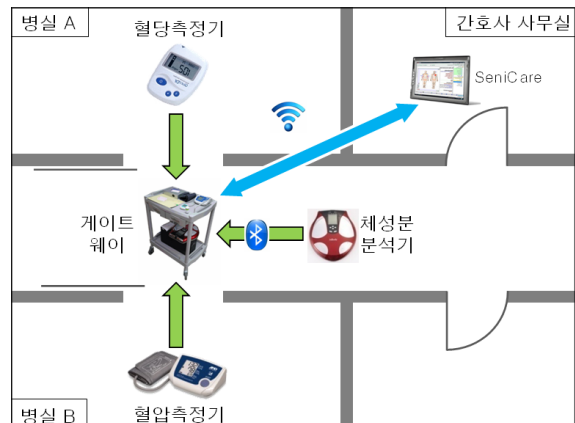 병실 A
혈당측정기
간호사 사무실
SeniCare
게이트
웨이
체성분
분석기
병실 B
혈압측정기